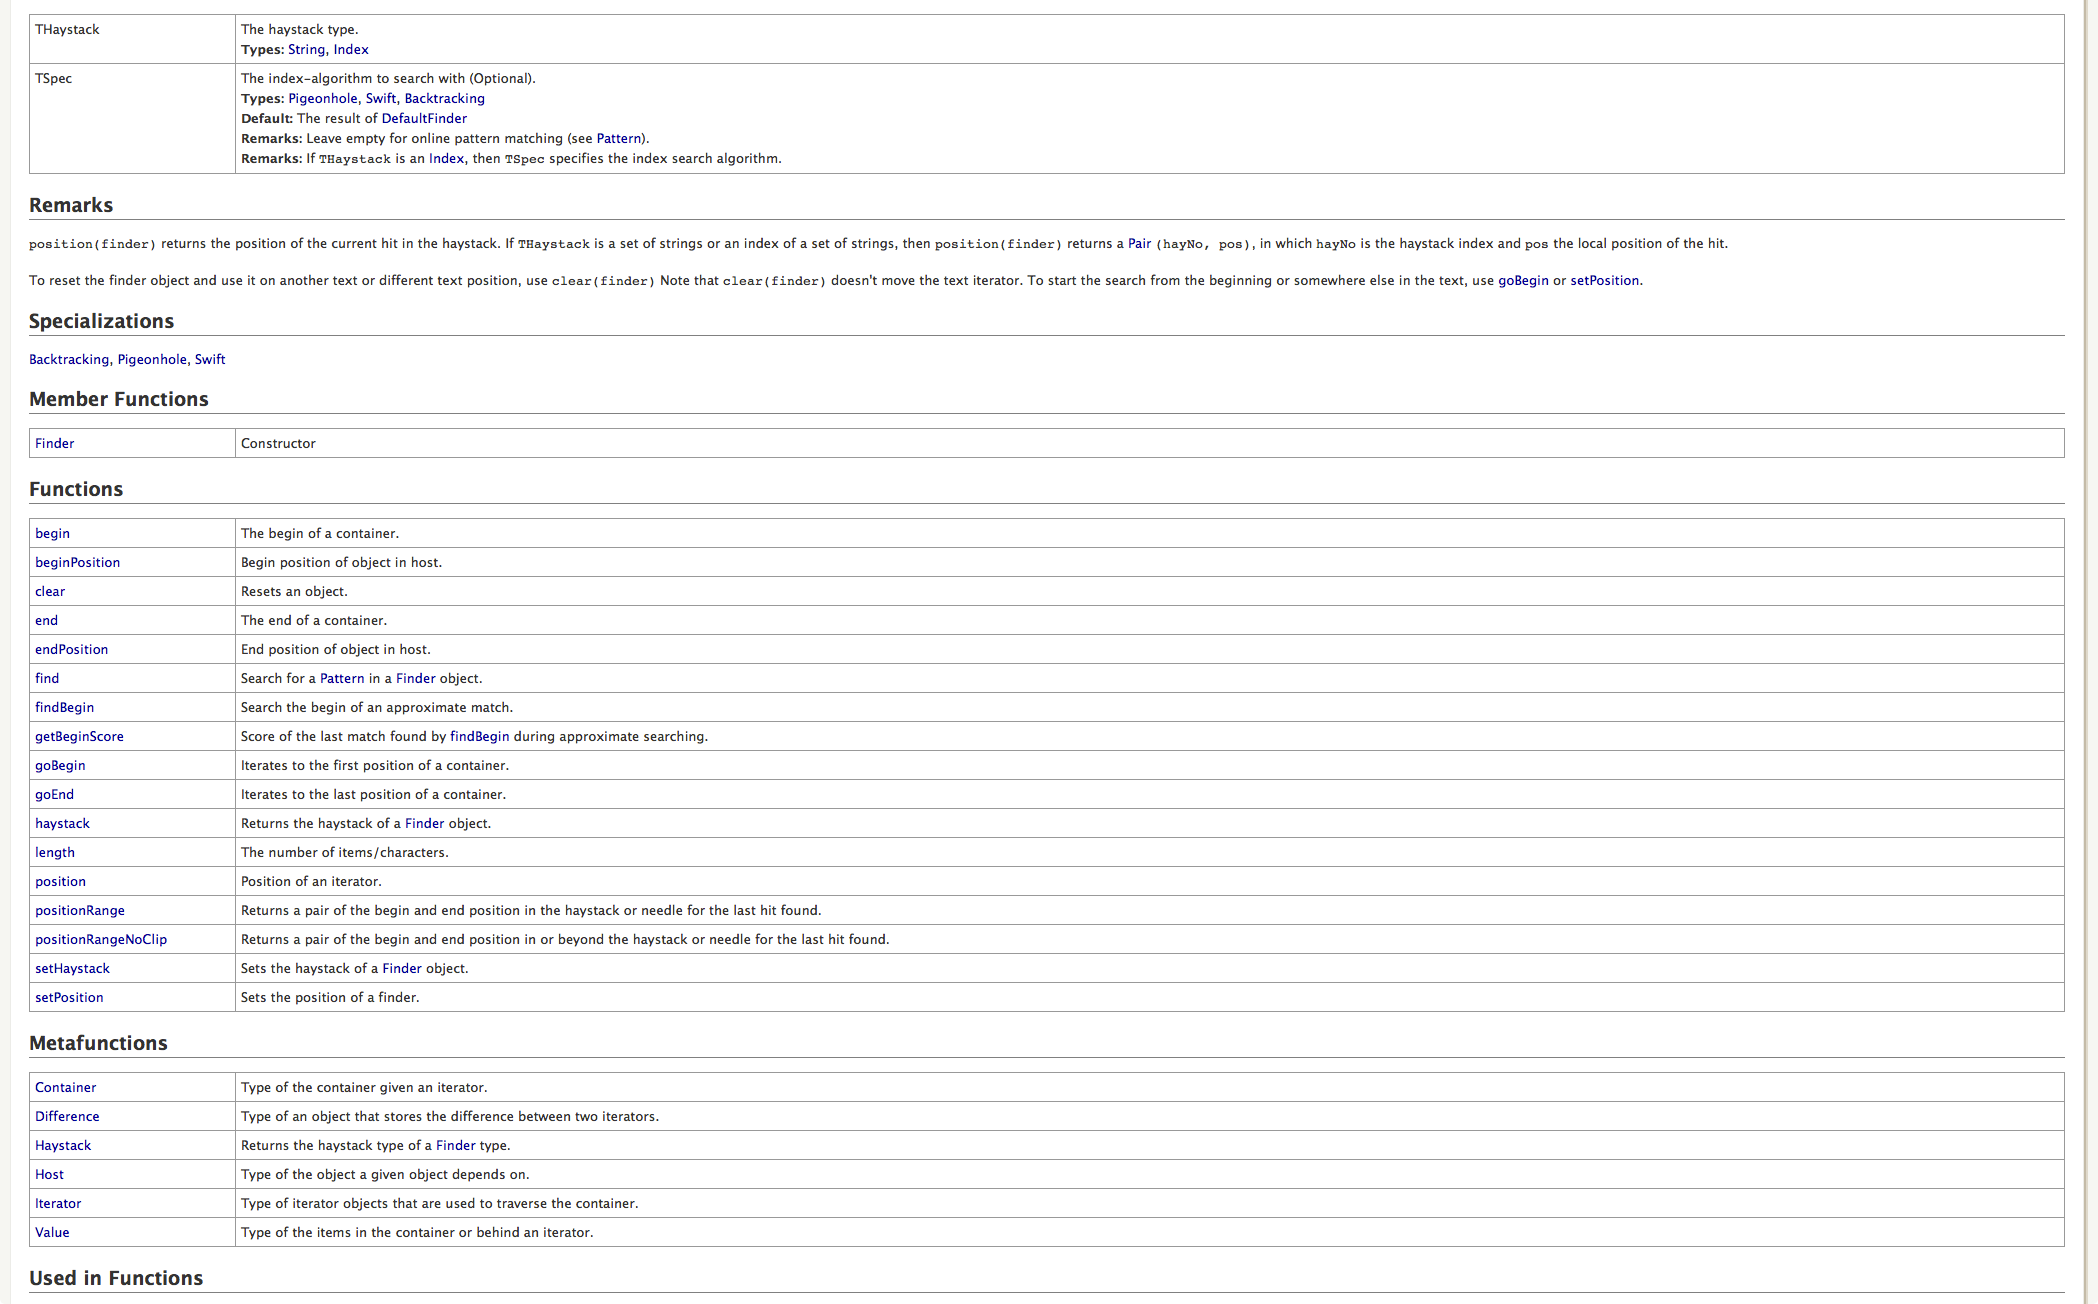 THaystack The haystack type.
Types: String, Index
TSpec The index-algorithm to search with (Optional).
Types: Pigeonhole, Swift, Backtracking
Default: The result of DefaultFinder
Remarks: Leave empty for online pattern matching (see Pattern).
Remarks: If THaystack is an Index, then TSpec specifies the index search algorithm.
Remarks
position(finder) returns the position of the current hit in the haystack. If THaystack is a set of strings or an index of a set of strings, then position(finder) returns a Pair (hayNo, pos), in which hayNo is the haystack index and pos the local position of the hit.
To reset the finder object and use it on another text or different text position, use clear(finder) Note that clear(finder) doesn't move the text iterator. To start the search from the beginning or somewhere else in the text, use goBegin or setPosition.
Specializations
Backtracking, Pigeonhole, Swift
Member Functions
Finder Constructor
Functions
begin The begin of a container.
beginPosition Begin position of object in host.
clear Resets an object.
end The end of a container.
endPosition End position of object in host.
find Search for a Pattern in a Finder object.
findBegin Search the begin of an approximate match.
getBeginScore Score of the last match found by findBegin during approximate searching.
goBegin Iterates to the first position of a container.
goEnd Iterates to the last position of a container.
haystack Returns the haystack of a Finder object.
length The number of items/characters.
position Position of an iterator.
positionRange Returns a pair of the begin and end position in the haystack or needle for the last hit found.
positionRangeNoClip Returns a pair of the begin and end position in or beyond the haystack or needle for the last hit found.
setHaystack Sets the haystack of a Finder object.
setPosition Sets the position of a finder.
Metafunctions
Container Type of the container given an iterator.
Difference Type of an object that stores the difference between two iterators.
Haystack Returns the haystack type of a Finder type.
Host Type of the object a given object depends on.
Iterator Type of iterator objects that are used to traverse the container.
Value Type of the items in the container or behind an iterator.
Used in Functions